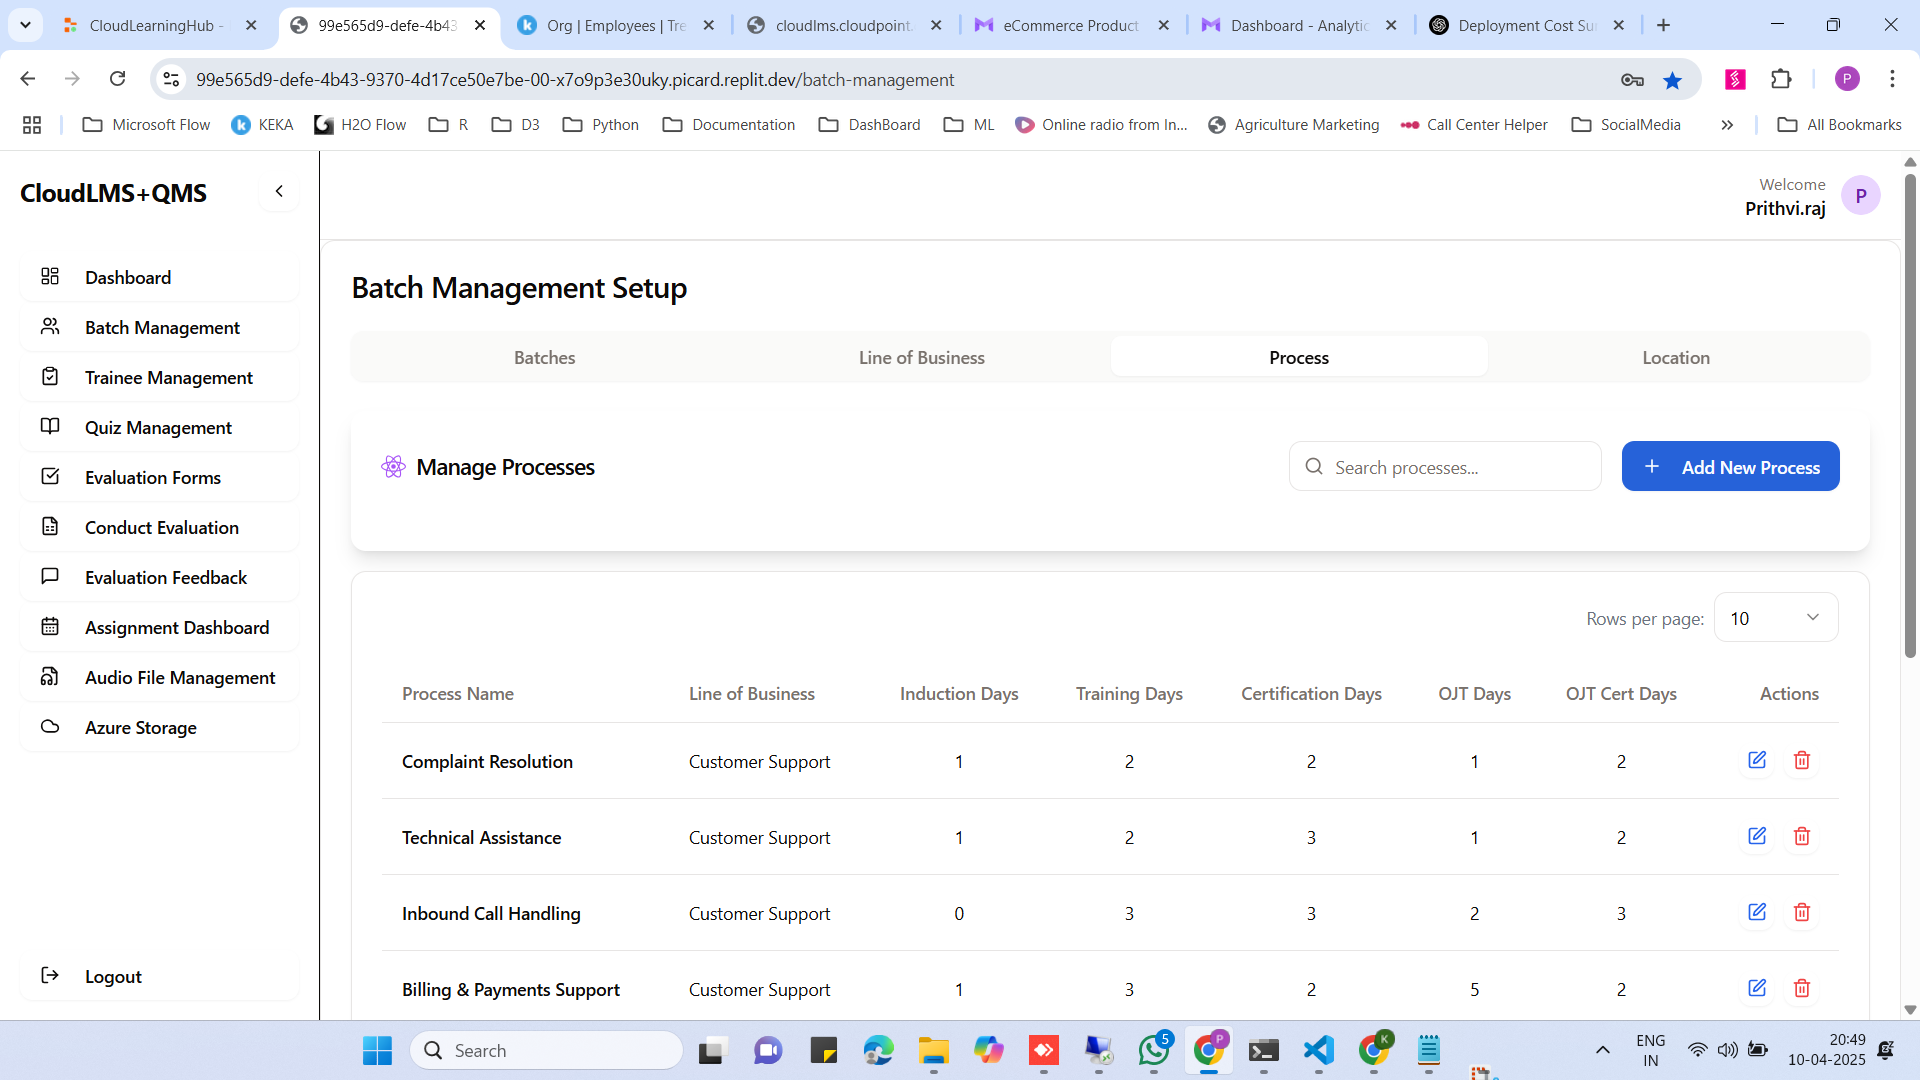 CloudLearningHub -
99e565d9-defe-4b43
Org | Employees | Tre
cloudlms.cloudpoint.
eCommerce Product
Dashboard - Analytic
Deployment Cost Su
99e565d9-defe-4b43-9370-4d17ce50e7be-00-x7o9p3e30uky.picard.replit.dev/batch-management
P
Microsoft Flow
KEKA
H2O Flow
R
D3
Python
Documentation
DashBoard
ML
Online radio from In...
Agriculture Marketing
Call Center Helper
SocialMedia
All Bookmarks
CloudLMS+QMS
Welcome
Prithvi.raj
P
Dashboard
Batch Management
Trainee Management
Quiz Management
Evaluation Forms
Conduct Evaluation
Evaluation Feedback
Assignment Dashboard
Audio File Management
Azure Storage
Logout
Batch Management Setup
Batches Line of Business Process Location
Manage Processes
Search processes...
+ Add New Process
Rows per page: 10
Process Name Line of Business Induction Days Training Days Certification Days OJT Days OJT Cert Days Actions
Complaint Resolution Customer Support 1 2 2 1 2
Technical Assistance Customer Support 1 2 3 1 2
Inbound Call Handling Customer Support 0 3 3 2 3
Billing & Payments Support Customer Support 1 3 2 5 2
Search
5
P
K
ENG
IN
20:49
10-04-2025